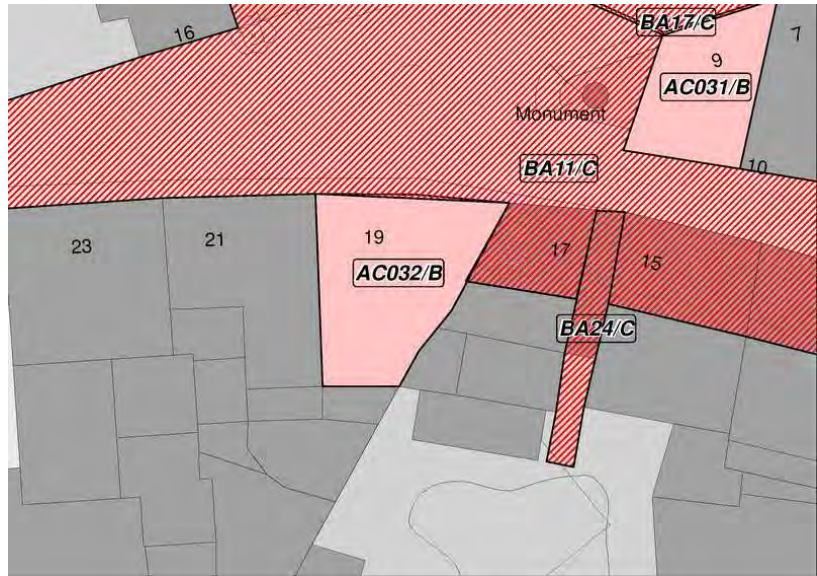 BA17/C
16
7
9
AC031/B
Monument
BA11/C
10
19
21
23
17
15
AC032/B
BA24/C